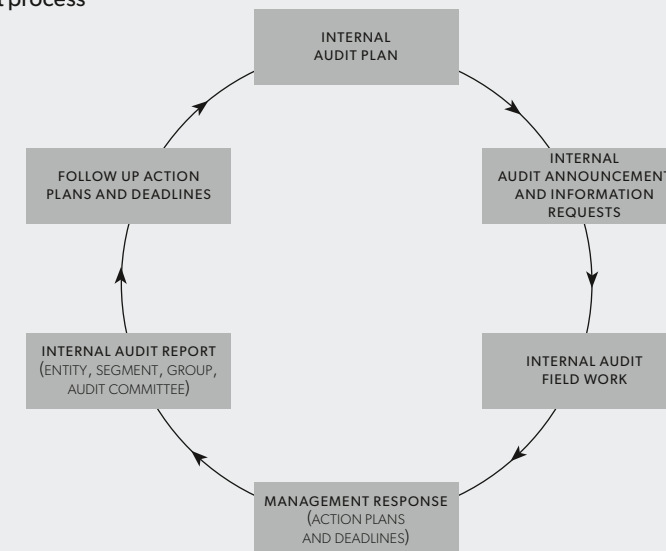 process
INTERNAL
AUDIT PLAN
INTERNAL
AUDIT ANNOUNCEMENT
AND INFORMATION
REQUESTS
INTERNAL AUDIT
FIELD WORK
MANAGEMENT RESPONSE
(ACTION PLANS
AND DEADLINES)
INTERNAL AUDIT REPORT
(ENTITY, SEGMENT, GROUP,
AUDIT COMMITTEE)
FOLLOW UP ACTION
PLANS AND DEADLINES